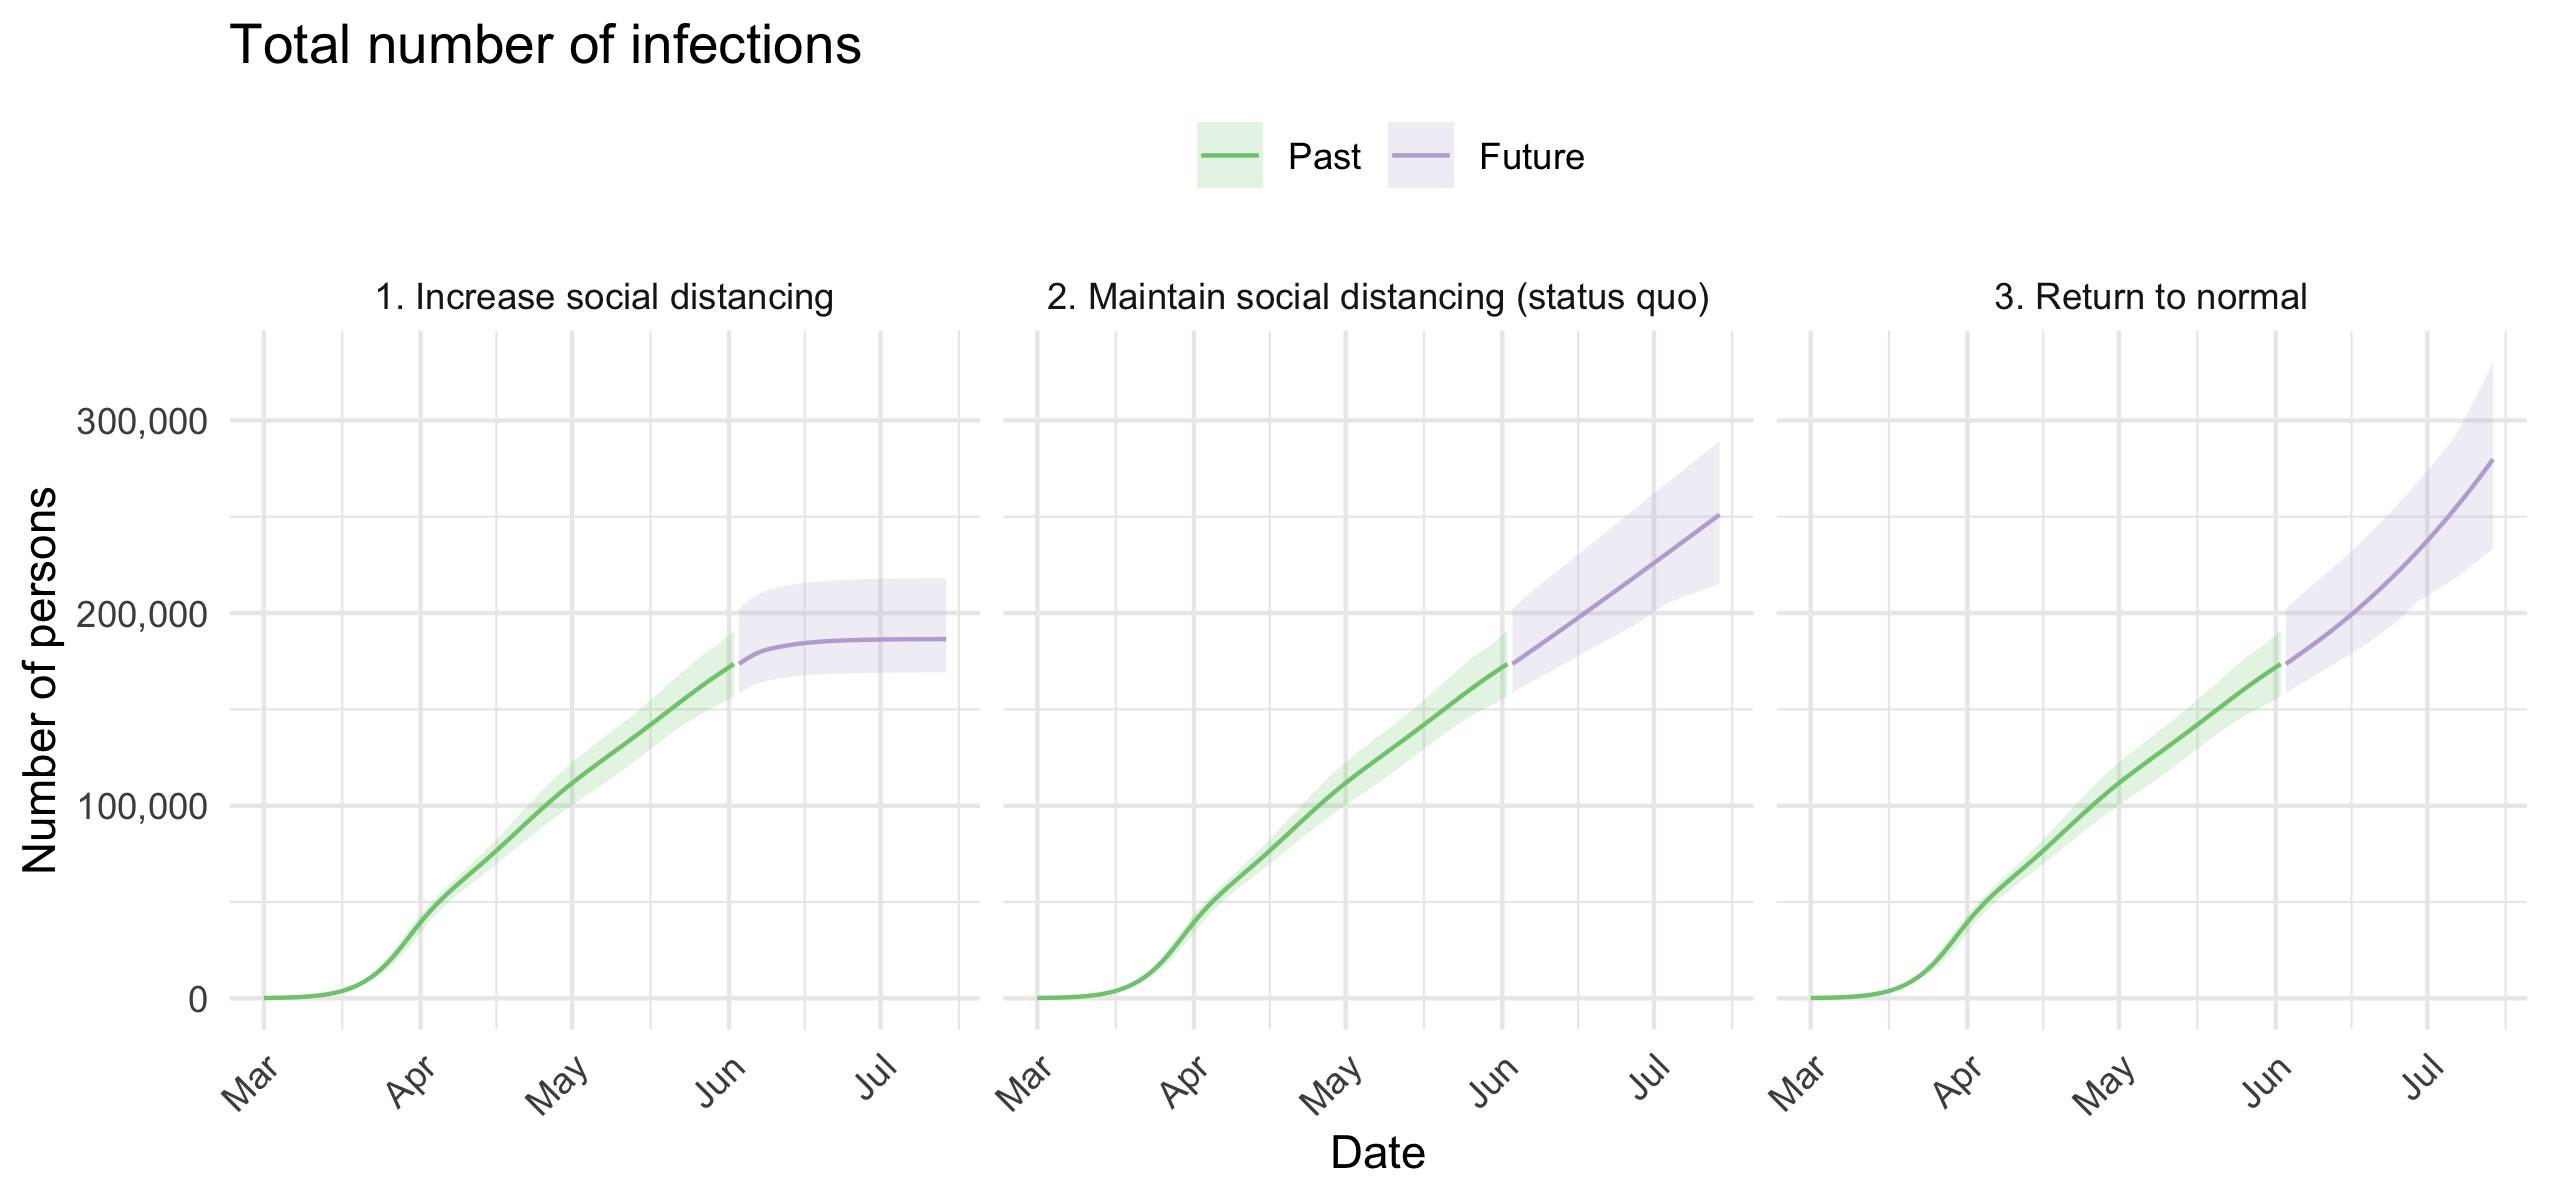 Total number of infections
Past
Future
1. Increase social distancing
2. Maintain social distancing (status quo)
3. Return to normal
Number of persons
300,000
200,000
100,000
0
Mar
Apr
May
Jun
Jul
Mar
Apr
May
Jun
Jul
Mar
Apr
May
Jun
Jul
Date